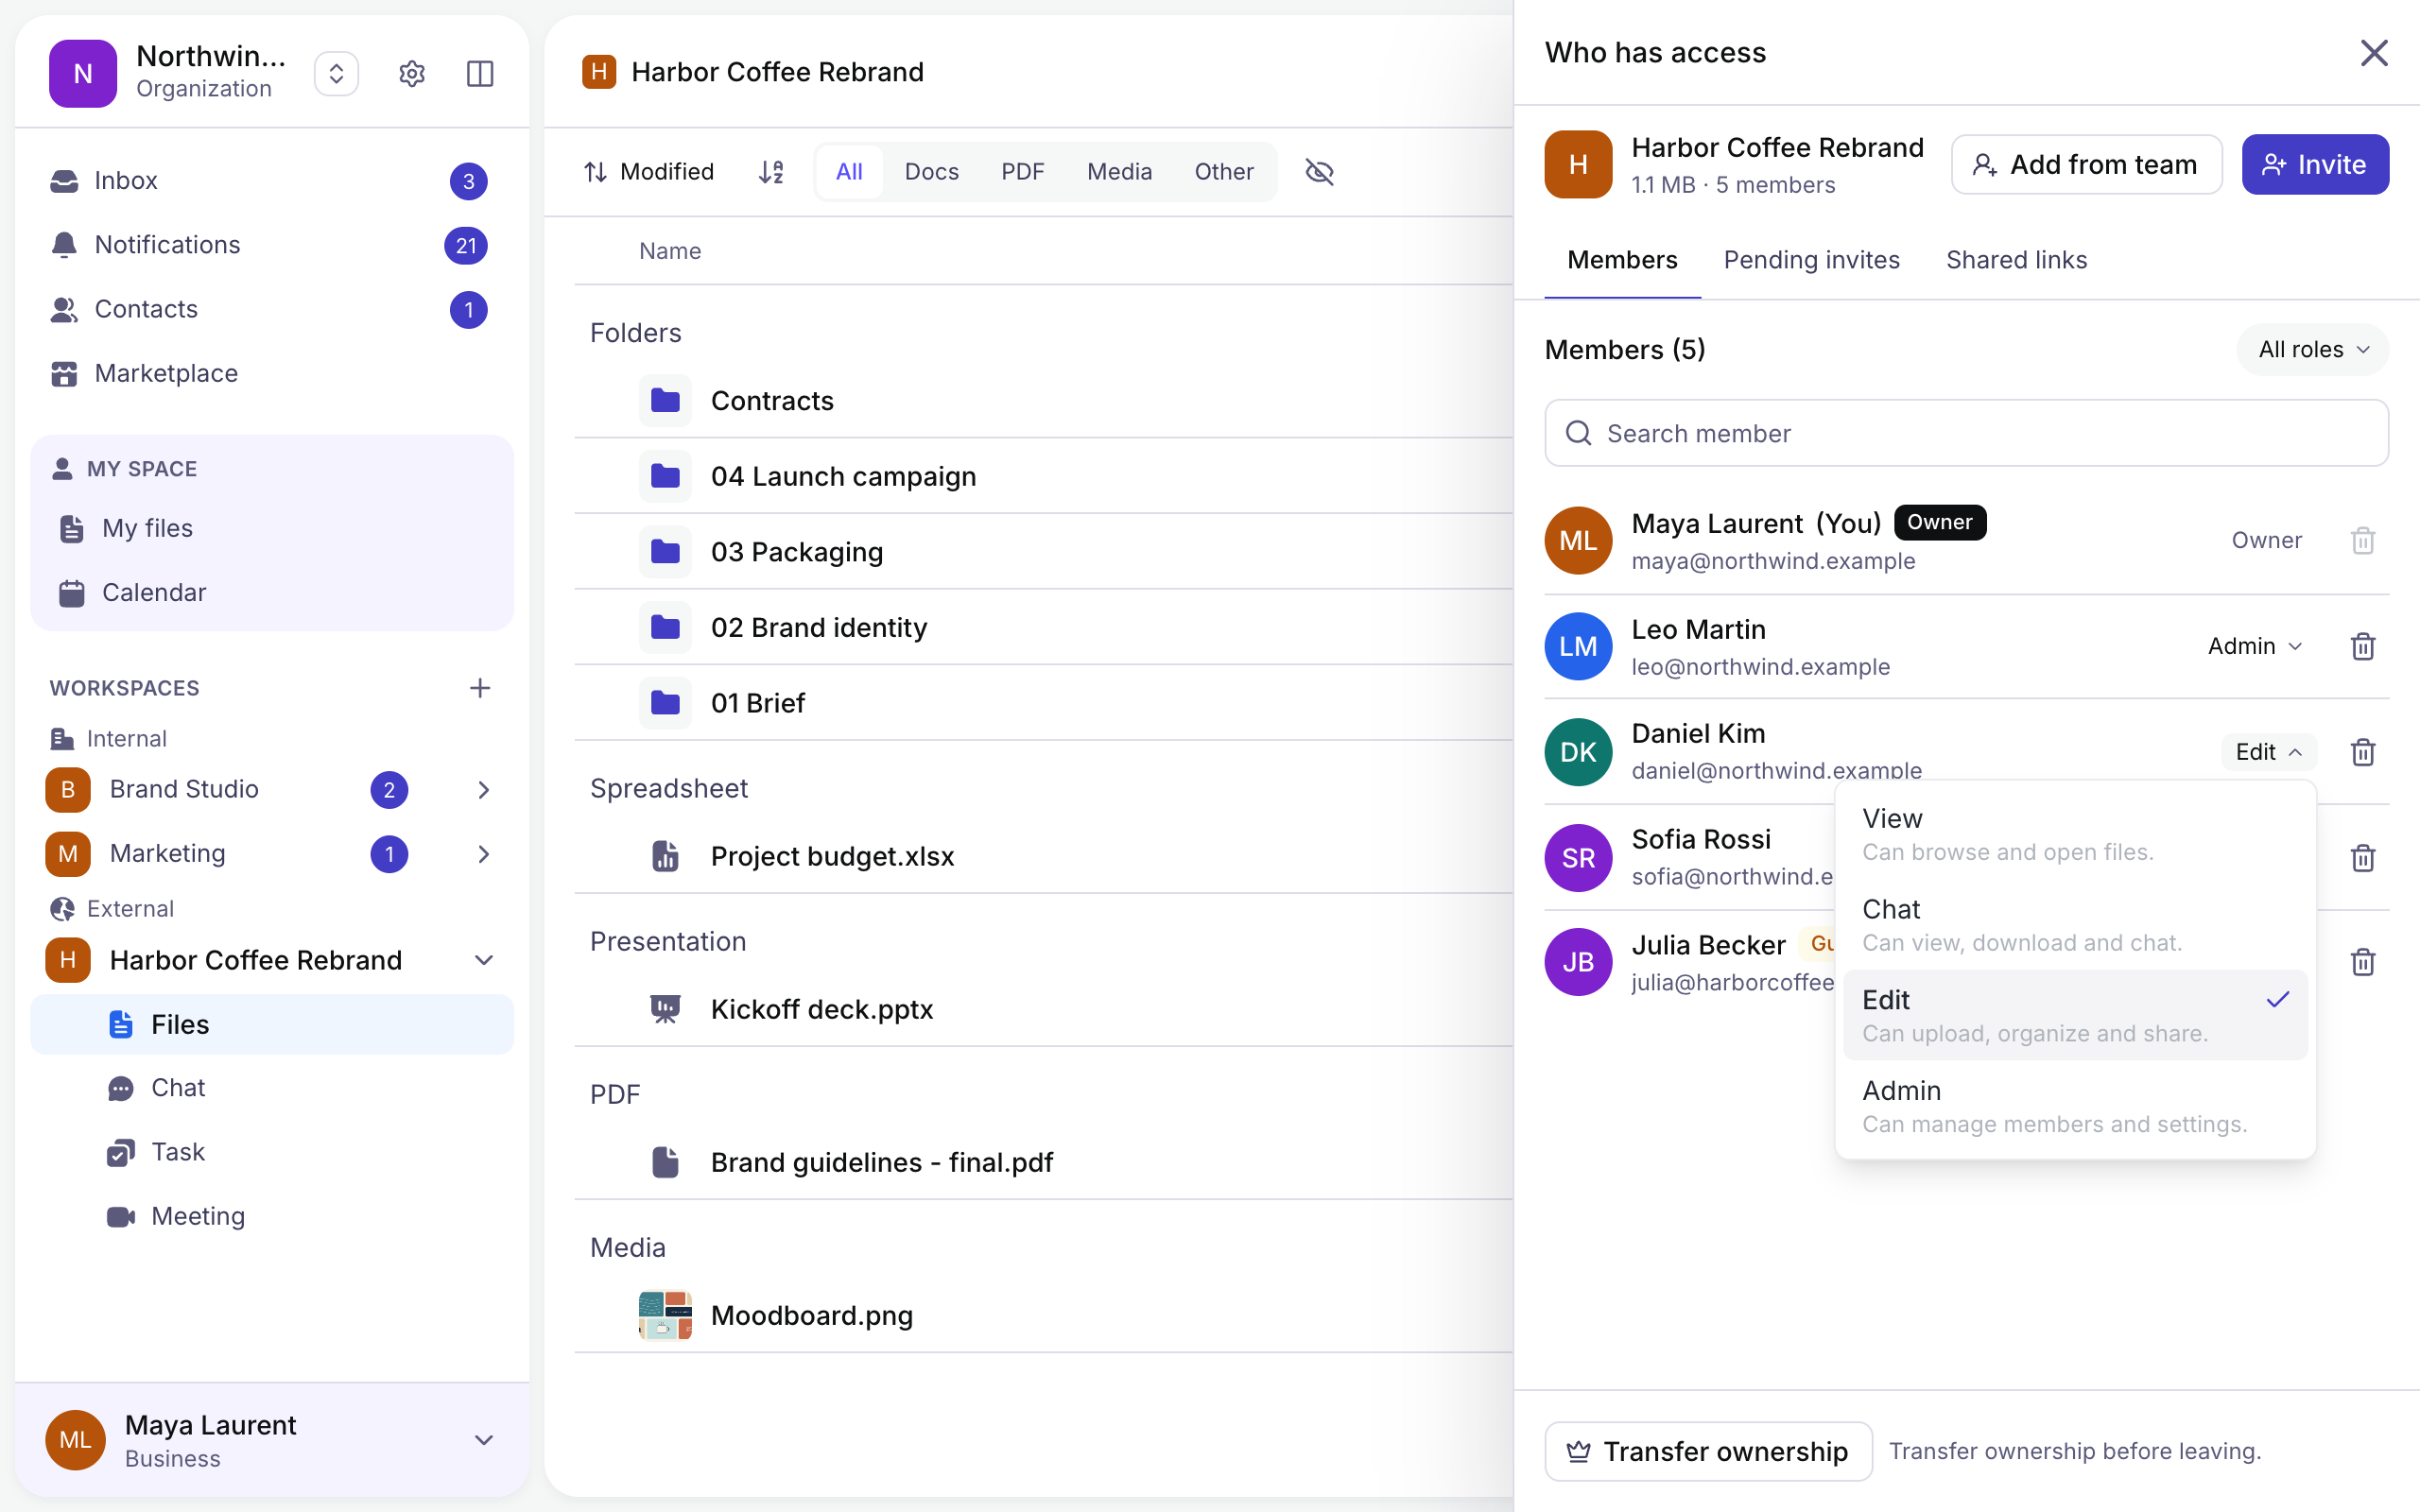 N
Northwin...
Organization
Inbox
3
Notifications
21
Contacts
1
Marketplace
MY SPACE
My files
Calendar
WORKSPACES
Internal
B
Brand Studio
2
M
Marketing
1
External
H
Harbor Coffee Rebrand
Files
Chat
Task
Meeting
ML
Maya Laurent
Business
H
Harbor Coffee Rebrand
Modified
All
Docs
PDF
Media
Other
Name
Folders
Contracts
04 Launch campaign
03 Packaging
02 Brand identity
01 Brief
Spreadsheet
Project budget.xlsx
Presentation
Kickoff deck.pptx
PDF
Brand guidelines - final.pdf
Media
Moodboard.png
Who has access
H
Harbor Coffee Rebrand
1.1 MB · 5 members
Add from team
Invite
Members
Pending invites
Shared links
Members (5)
All roles
Search member
ML
Maya Laurent (You)
Owner
maya@northwind.example
Owner
LM
Leo Martin
leo@northwind.example
Admin
DK
Daniel Kim
daniel@northwind.example
Edit
SR
Sofia Rossi
sofia@northwind.e
JB
Julia Becker
Gu
julia@harborcoffee
View
Can browse and open files.
Chat
Can view, download and chat.
Edit
Can upload, organize and share.
Admin
Can manage members and settings.
Transfer ownership
Transfer ownership before leaving.